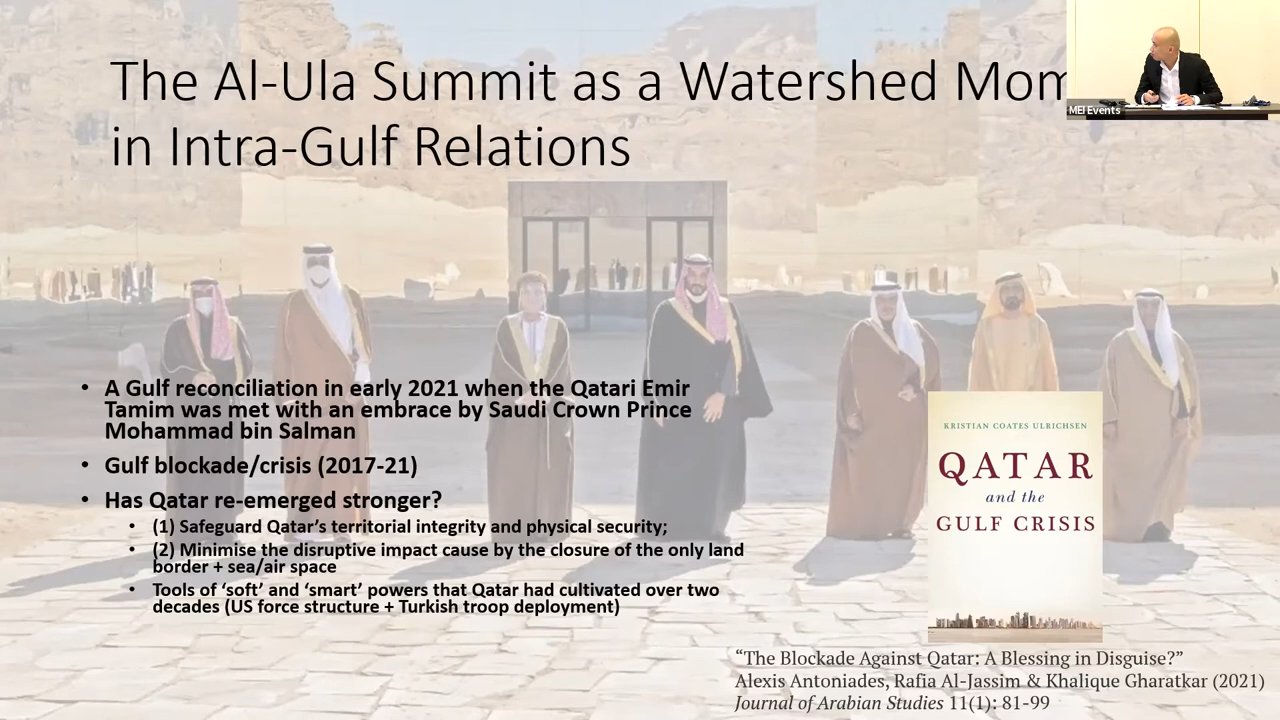 The Al-Ula Summit as a Watershed Mom
in Intra-Gulf Relations
MEI Events
• A Gulf reconciliation in early 2021 when the Qatari Emir
Tamim was met with an embrace by Saudi Crown Prince
Mohammad bin Salman
• Gulf blockade/crisis (2017-21)
• Has Qatar re-emerged stronger?
• (1) Safeguard Qatar's territorial integrity and physical security;
• (2) Minimise the disruptive impact cause by the closure of the only land
border + sea/air space
• Tools of 'soft' and 'smart' powers that Qatar had cultivated over two
decades (US force structure + Turkish troop deployment)
KRISTIAN COATES ULRICHSEN
QATAR
and the
GULF CRISIS
“The Blockade Against Qatar: A Blessing in Disguise?”
Alexis Antoniades, Rafia Al-Jassim & Khalique Gharatkar (2021)
Journal of Arabian Studies 11(1): 81-99